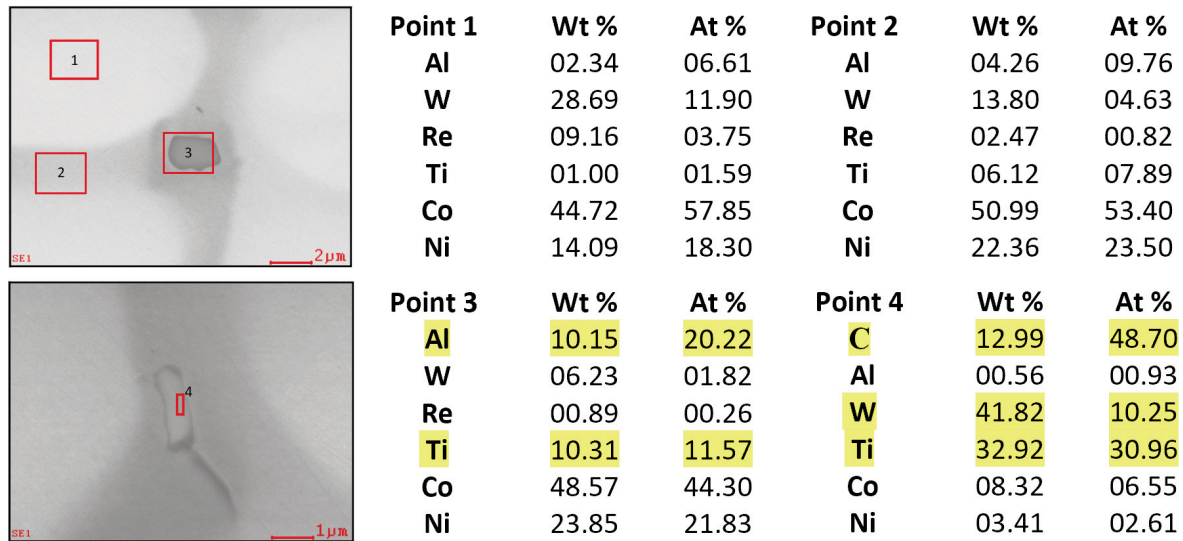 1
2
3
SE1 2µm
Point 1 Wt % At % Point 2 Wt % At %
Al 02.34 06.61 Al 04.26 09.76
W 28.69 11.90 W 13.80 04.63
Re 09.16 03.75 Re 02.47 00.82
Ti 01.00 01.59 Ti 06.12 07.89
Co 44.72 57.85 Co 50.99 53.40
Ni 14.09 18.30 Ni 22.36 23.50
4
SE1 1µm
Point 3 Wt % At % Point 4 Wt % At %
Al 10.15 20.22 C 12.99 48.70
W 06.23 01.82 Al 00.56 00.93
Re 00.89 00.26 W 41.82 10.25
Ti 10.31 11.57 Ti 32.92 30.96
Co 48.57 44.30 Co 08.32 06.55
Ni 23.85 21.83 Ni 03.41 02.61